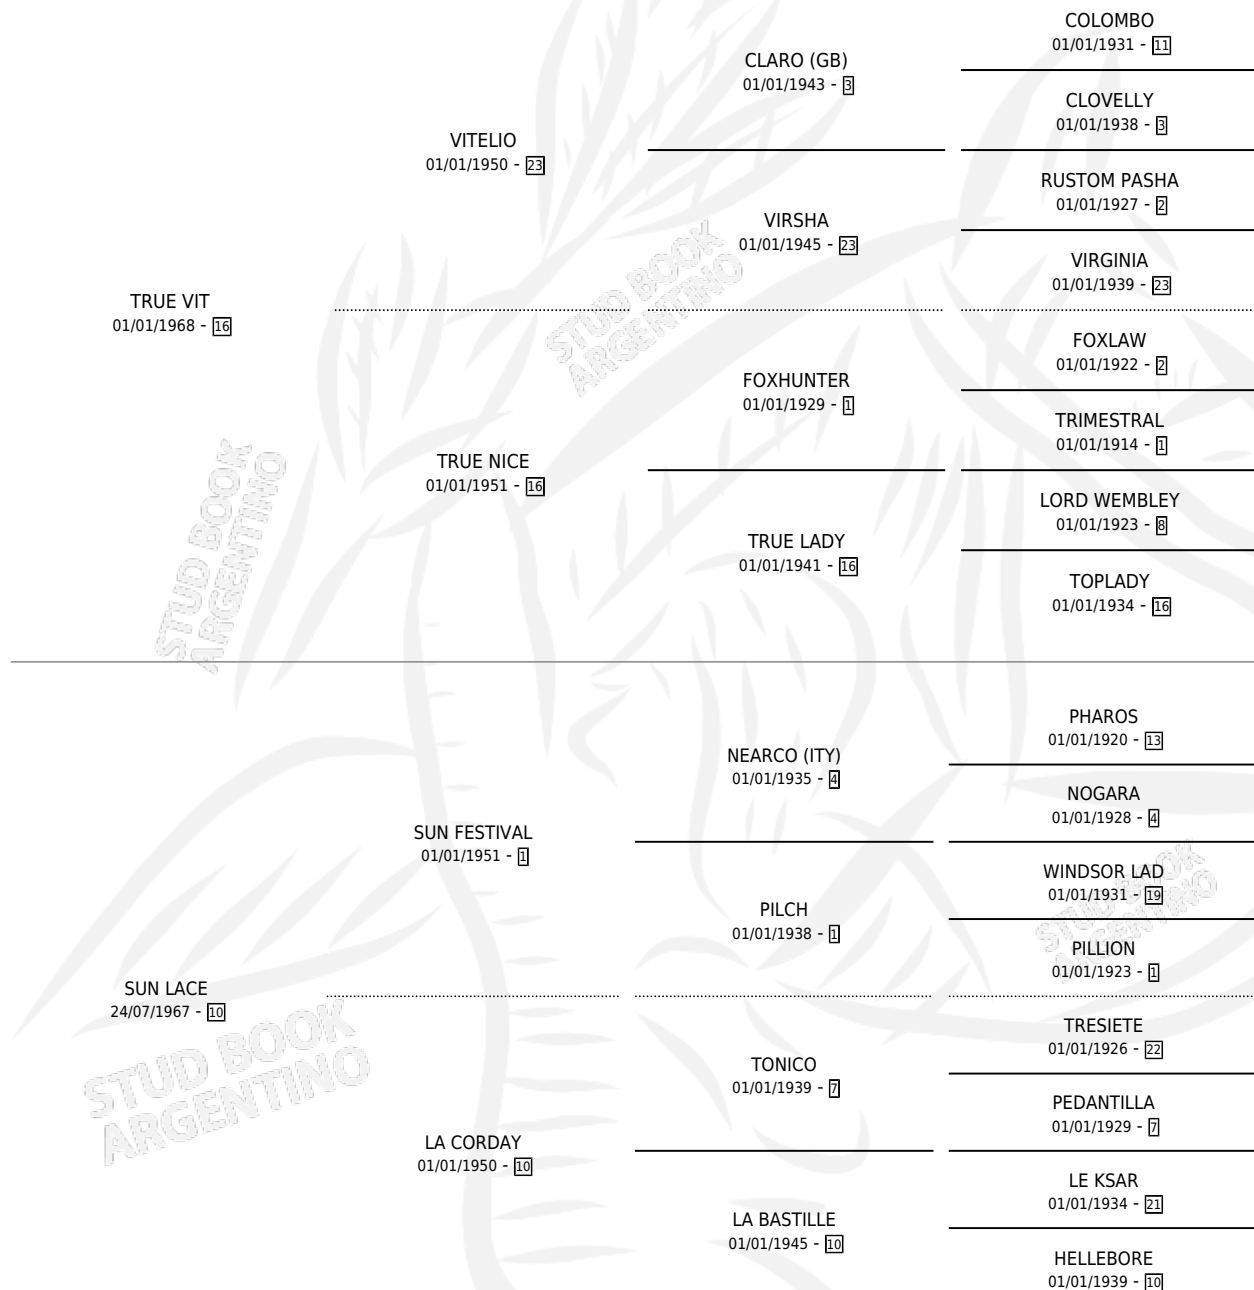 COLOMBO
01/01/1931 - 11
CLARO (GB)
01/01/1943 - 3
CLOVELLY
01/01/1938 - 3
VITELIO
01/01/1950 - 23
RUSTOM PASHA
01/01/1927 - 2
VIRSHA
01/01/1945 - 23
VIRGINIA
01/01/1939 - 23
TRUE VIT
01/01/1968 - 16
STUD BOOK
ARGENTINO
FOXLAW
01/01/1922 - 2
FOXHUNTER
01/01/1929 - 1
TRIMESTRAL
01/01/1914 - 1
TRUE NICE
01/01/1951 - 16
LORD WEMBLEY
01/01/1923 - 8
TRUE LADY
01/01/1941 - 16
TOPLADY
01/01/1934 - 16
STUD BOOK
ARGENTINO
PHAROS
01/01/1920 - 13
NEARCO (ITY)
01/01/1935 - 4
NOGARA
01/01/1928 - 4
SUN FESTIVAL
01/01/1951 - 1
WINDSOR LAD
01/01/1931 - 19
PILCH
01/01/1938 - 1
STUD BOOK
ARGENTINO
PILLION
01/01/1923 - 1
SUN LACE
24/07/1967 - 10
TRESIETE
01/01/1926 - 22
STUD BOOK
ARGENTINO
TONICO
01/01/1939 - 7
PEDANTILLA
01/01/1929 - 7
LA CORDAY
01/01/1950 - 10
LE KSAR
01/01/1934 - 21
LA BASTILLE
01/01/1945 - 10
HELLEBORE
01/01/1939 - 10